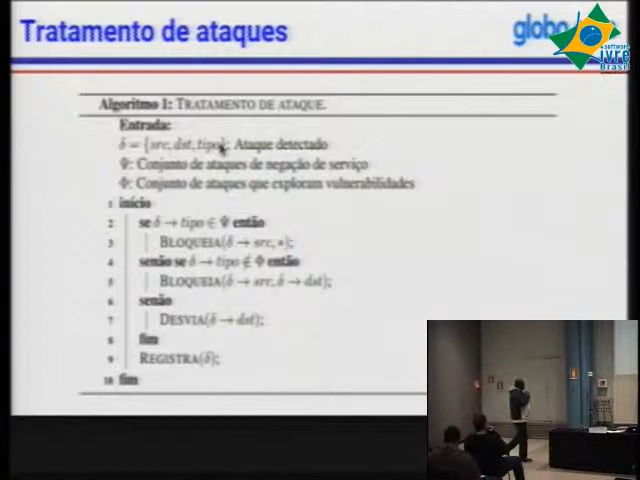 Tratamento de ataques
globo
software
livre
Brasil
Algoritmo 1: TRATAMENTO DE ATAQUE.
Entrada:
δ = {src, dst, tipo}: Ataque detectado
Ψ: Conjunto de ataques de negação de serviço
Φ: Conjunto de ataques que exploram vulnerabilidades
1 início
2 se δ → tipo ∈ Ψ então
3 BLOQUEIA(δ → src, *);
4 senão se δ → tipo ∉ Φ então
5 BLOQUEIA(δ → src, δ → dst);
6 senão
7 DESVIA(δ → dst);
8 fim
9 REGISTRA(δ);
10 fim